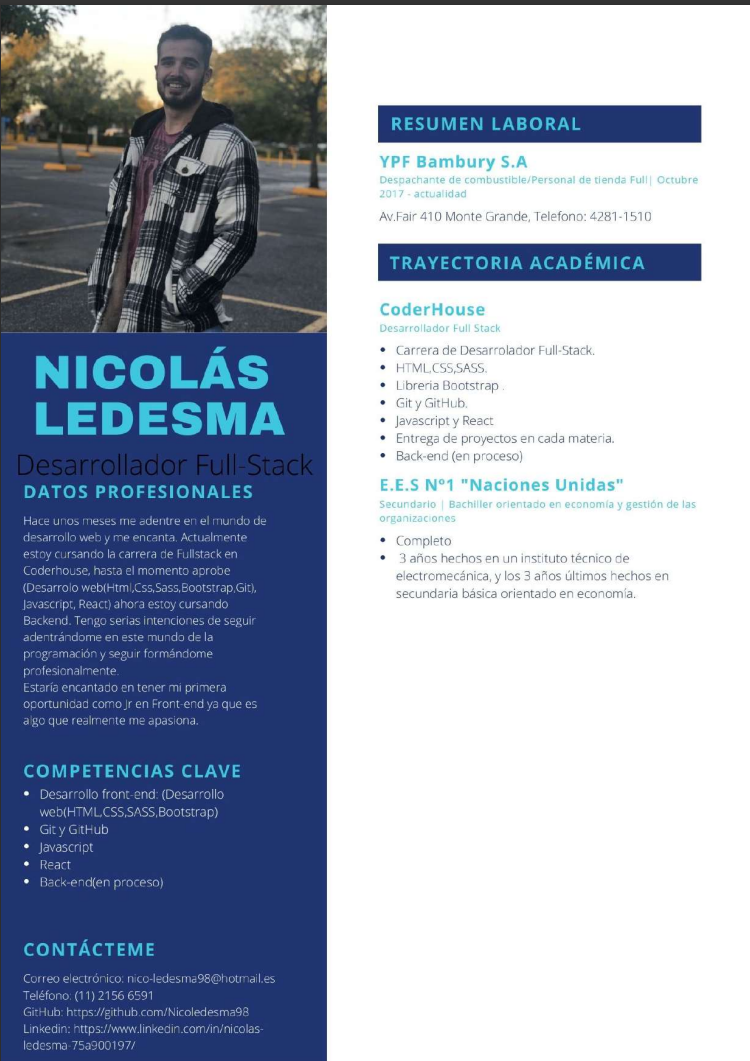 NICOLÁS
LEDESMA
Desarrollador Full-Stack
DATOS PROFESIONALES
Hace unos meses me adentre en el mundo de
desarrollo web y me encanta. Actualmente
estoy cursando la carrera de Fullstack en
Coderhouse, hasta el momento aprobe
(Desarrolo web(Html,Css,Sass,Bootstrap,Git),
Javascript, React) ahora estoy cursando
Backend. Tengo serias intenciones de seguir
adentrándome en este mundo de la
programación y seguir formándome
profesionalmente.
Estaría encantado en tener mi primera
oportunidad como Jr en Front-end ya que es
algo que realmente me apasiona.
COMPETENCIAS CLAVE
• Desarrollo front-end: (Desarrollo
web(HTML,CSS,SASS,Bootstrap)
• Git y GitHub
• Javascript
• React
• Back-end(en proceso)
CONTÁCTEME
Correo electrónico: nico-ledesma98@hotmail.es
Teléfono: (11) 2156 6591
GitHub: https://github.com/Nicoledesma98
Linkedin: https://www.linkedin.com/in/nicolas-
ledesma-75a900197/
RESUMEN LABORAL
YPF Bambury S.A
Despachante de combustible/Personal de tienda Full| Octubre
2017 - actualidad
Av.Fair 410 Monte Grande, Telefono: 4281-1510
TRAYECTORIA ACADÉMICA
CoderHouse
Desarrollador Full Stack
• Carrera de Desarrolador Full-Stack.
• HTML,CSS,SASS.
• Libreria Bootstrap .
• Git y GitHub.
• Javascript y React
• Entrega de proyectos en cada materia.
• Back-end (en proceso)
E.E.S Nº1 "Naciones Unidas"
Secundario | Bachiller orientado en economía y gestión de las
organizaciones
• Completo
• 3 años hechos en un instituto técnico de
electromecánica, y los 3 años últimos hechos en
secundaria básica orientado en economía.